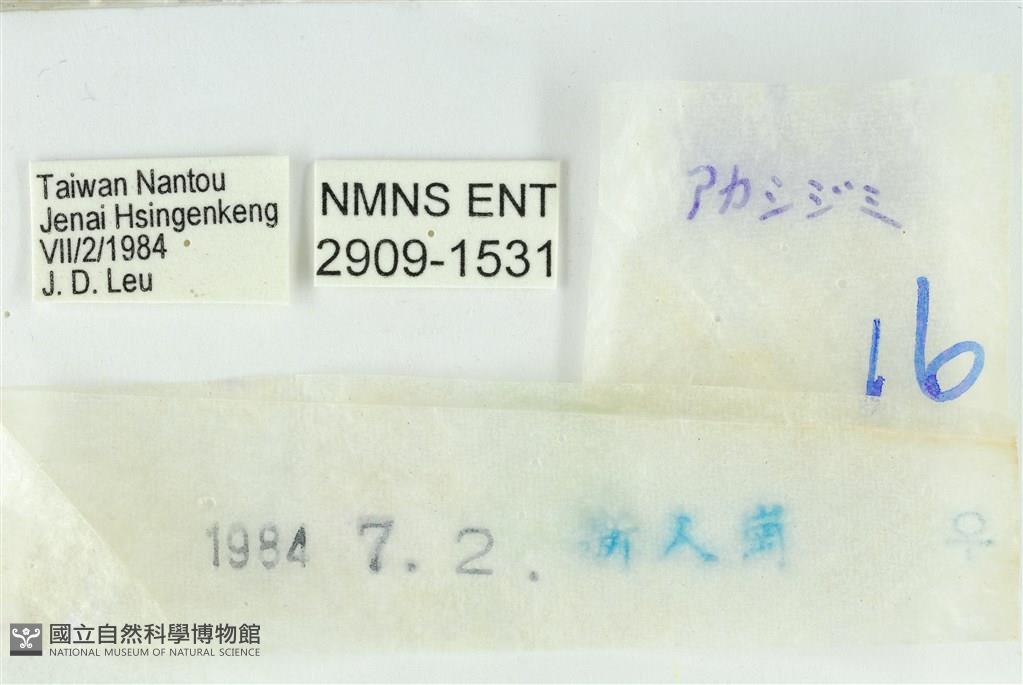 Taiwan Nantou
Jenai Hsingenkeng
VII/2/1984
J. D. Leu
NMNS ENT
2909-1531
アカシジミ
16
1984 7. 2. 新人崗 ♀
國立自然科學博物館
NATIONAL MUSEUM OF NATURAL SCIENCE